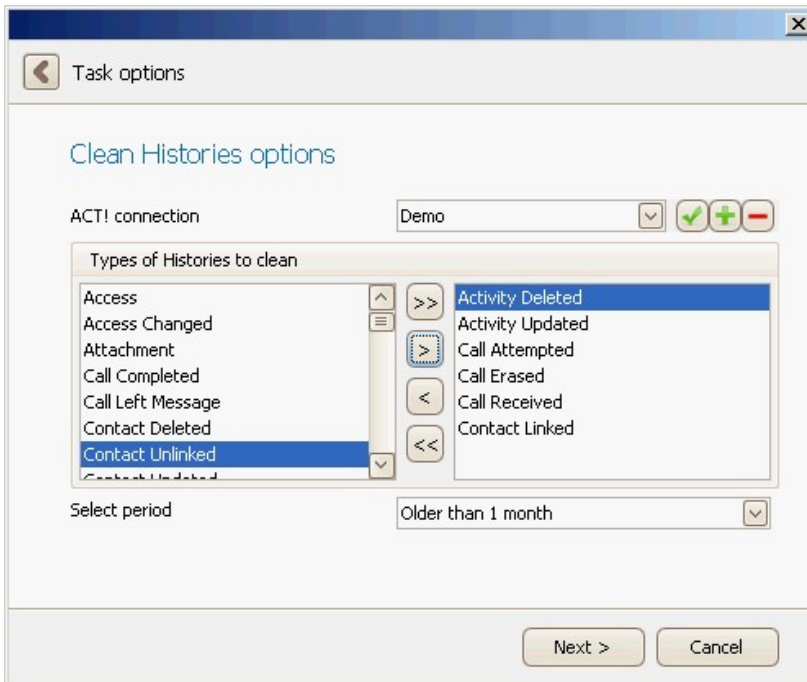 Task options
Clean Histories options
ACT! connection
Demo
Types of Histories to clean
Access
Access Changed
Attachment
Call Completed
Call Left Message
Contact Deleted
Contact Unlinked
Contact Updated
>>
>
<
<<
Activity Deleted
Activity Updated
Call Attempted
Call Erased
Call Received
Contact Linked
Select period
Older than 1 month
Next >
Cancel